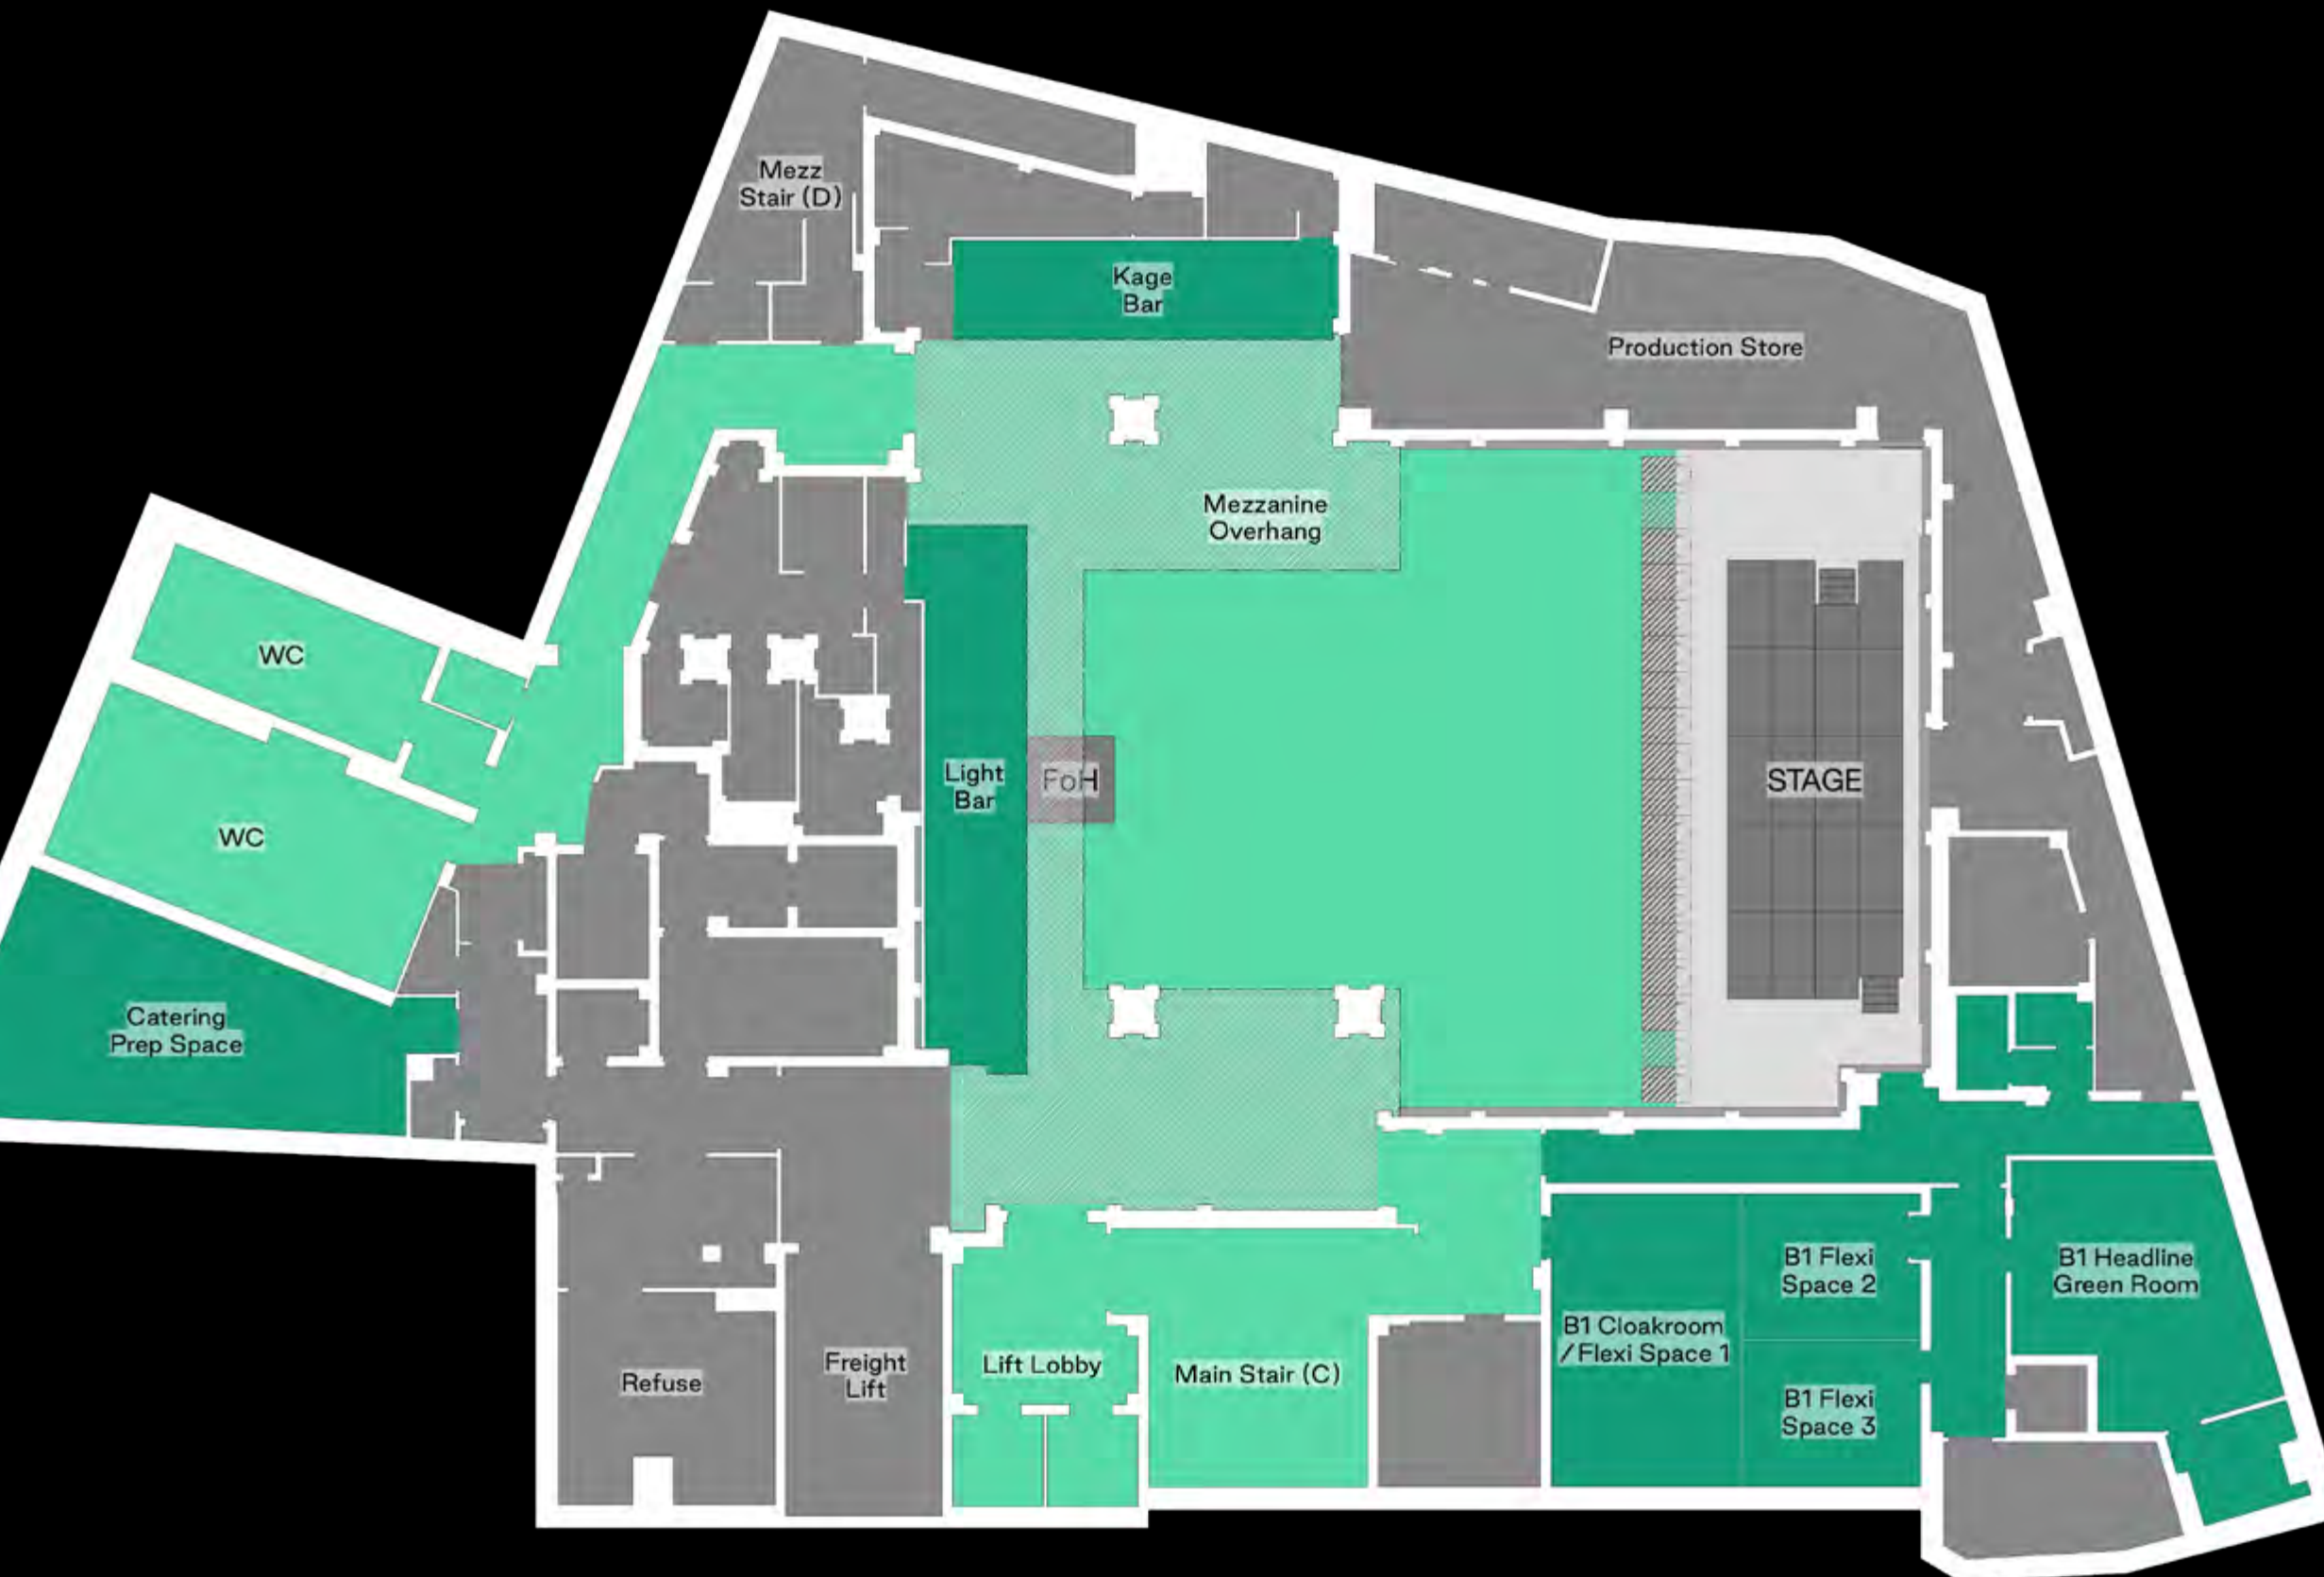 Mezz
Stair (D)
Kage
Bar
Production Store
Mezzanine
Overhang
WC
WC
Light
Bar
FoH
STAGE
Catering
Prep Space
B1 Flexi
Space 2
B1 Headline
Green Room
B1 Cloakroom
/Flexi Space 1
Freight
Lift
Lift Lobby
Main Stair (C)
Refuse
B1 Flexi
Space 3